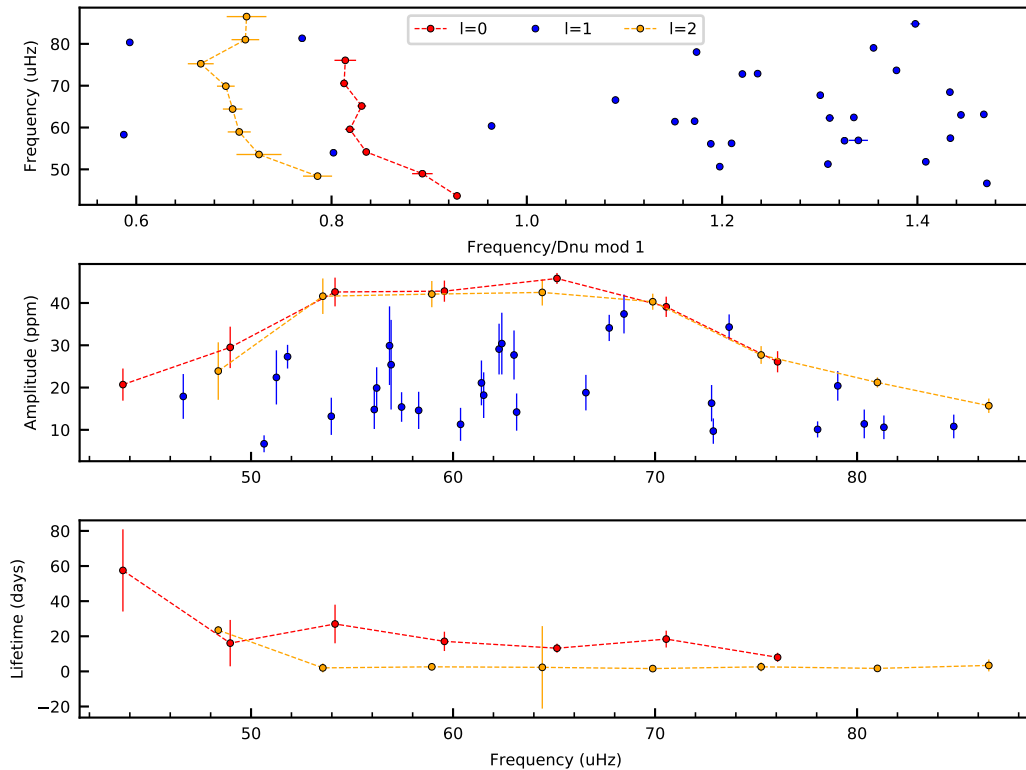 l=0 l=1 l=2
Frequency (uHz)
80
70
60
50
0.6 0.8 1.0 1.2 1.4
Frequency/Dnu mod 1
Amplitude (ppm)
40
30
20
10
50 60 70 80
Lifetime (days)
80
60
40
20
0
−20
50 60 70 80
Frequency (uHz)